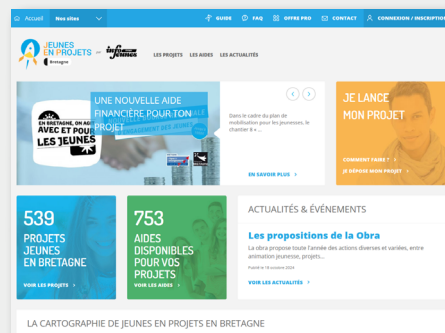 Accueil
Nos sites
GUIDE
FAQ
OFFRE PRO
CONTACT
CONNEXION / INSCRIPTION
JEUNES
EN PROJETS
Bretagne
info
jeunes
LES PROJETS LES AIDES LES ACTUALITÉS
UNE NOUVELLE AIDE
FINANCIÈRE POUR TON
PROJET
EN BRETAGNE, ON AGIT
AVEC ET POUR
LES JEUNES
Dans le cadre du plan de
mobilisation pour les jeunesses, le
chantier 8 « ...
EN SAVOIR PLUS >
JE LANCE
MON PROJET
COMMENT FAIRE ? >
JE DÉPOSE MON PROJET >
539
PROJETS
JEUNES
EN BRETAGNE
VOIR LES PROJETS >
753
AIDES
DISPONIBLES
POUR VOS
PROJETS
VOIR LES AIDES >
ACTUALITÉS & ÉVÉNEMENTS
Les propositions de la Obra
La obra propose toute l'année des actions diverses et variées, entre
animation jeunesse, projets...
Publié le 18 octobre 2024
VOIR LES ACTUALITÉS >
LA CARTOGRAPHIE DE JEUNES EN PROJETS EN BRETAGNE